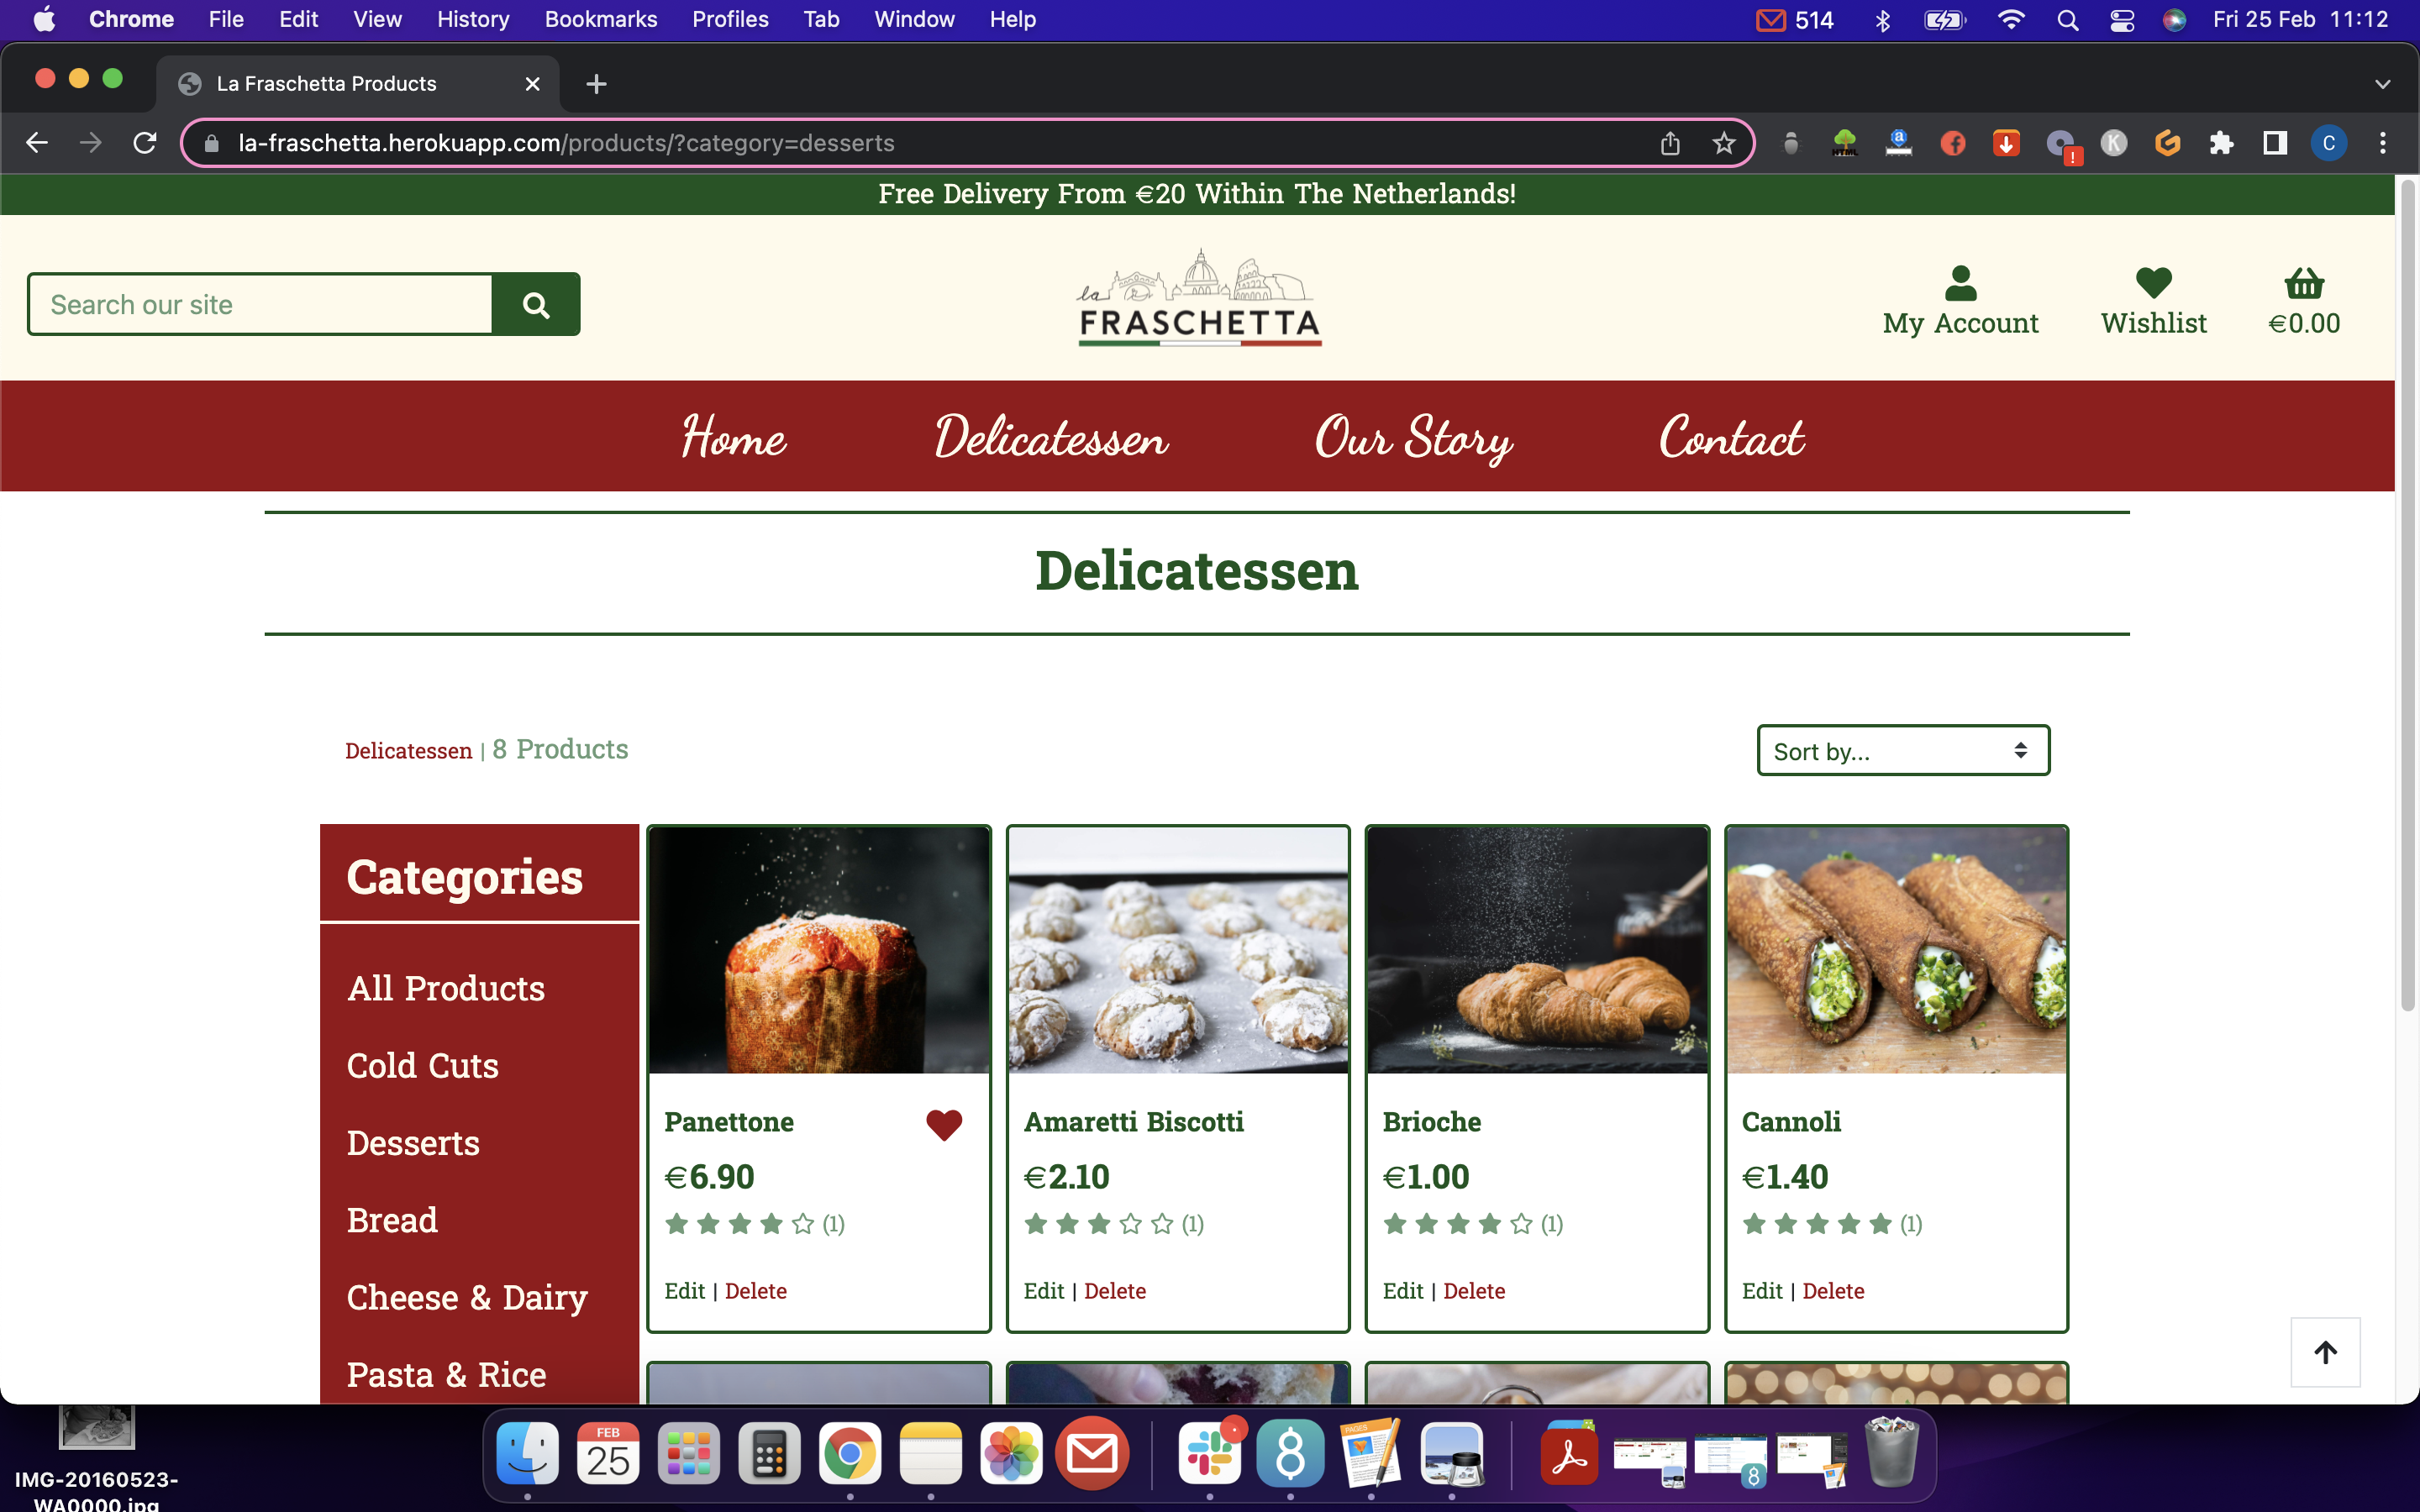 Chrome File Edit View History Bookmarks Profiles Tab Window Help 514 Fri 25 Feb 11:12
La Fraschetta Products
la-fraschetta.herokuapp.com/products/?category=desserts
Free Delivery From €20 Within The Netherlands!
Search our site
la
FRASCHETTA
My Account Wishlist €0.00
Home Delicatessen Our Story Contact
Delicatessen
Delicatessen | 8 Products
Sort by...
Categories
All Products
Cold Cuts
Desserts
Bread
Cheese & Dairy
Pasta & Rice
Panettone
€6.90
(1)
Edit | Delete
Amaretti Biscotti
€2.10
(1)
Edit | Delete
Brioche
€1.00
(1)
Edit | Delete
Cannoli
€1.40
(1)
Edit | Delete
FEB
25
PAGES
IMG-20160523-
WA0000.jpg